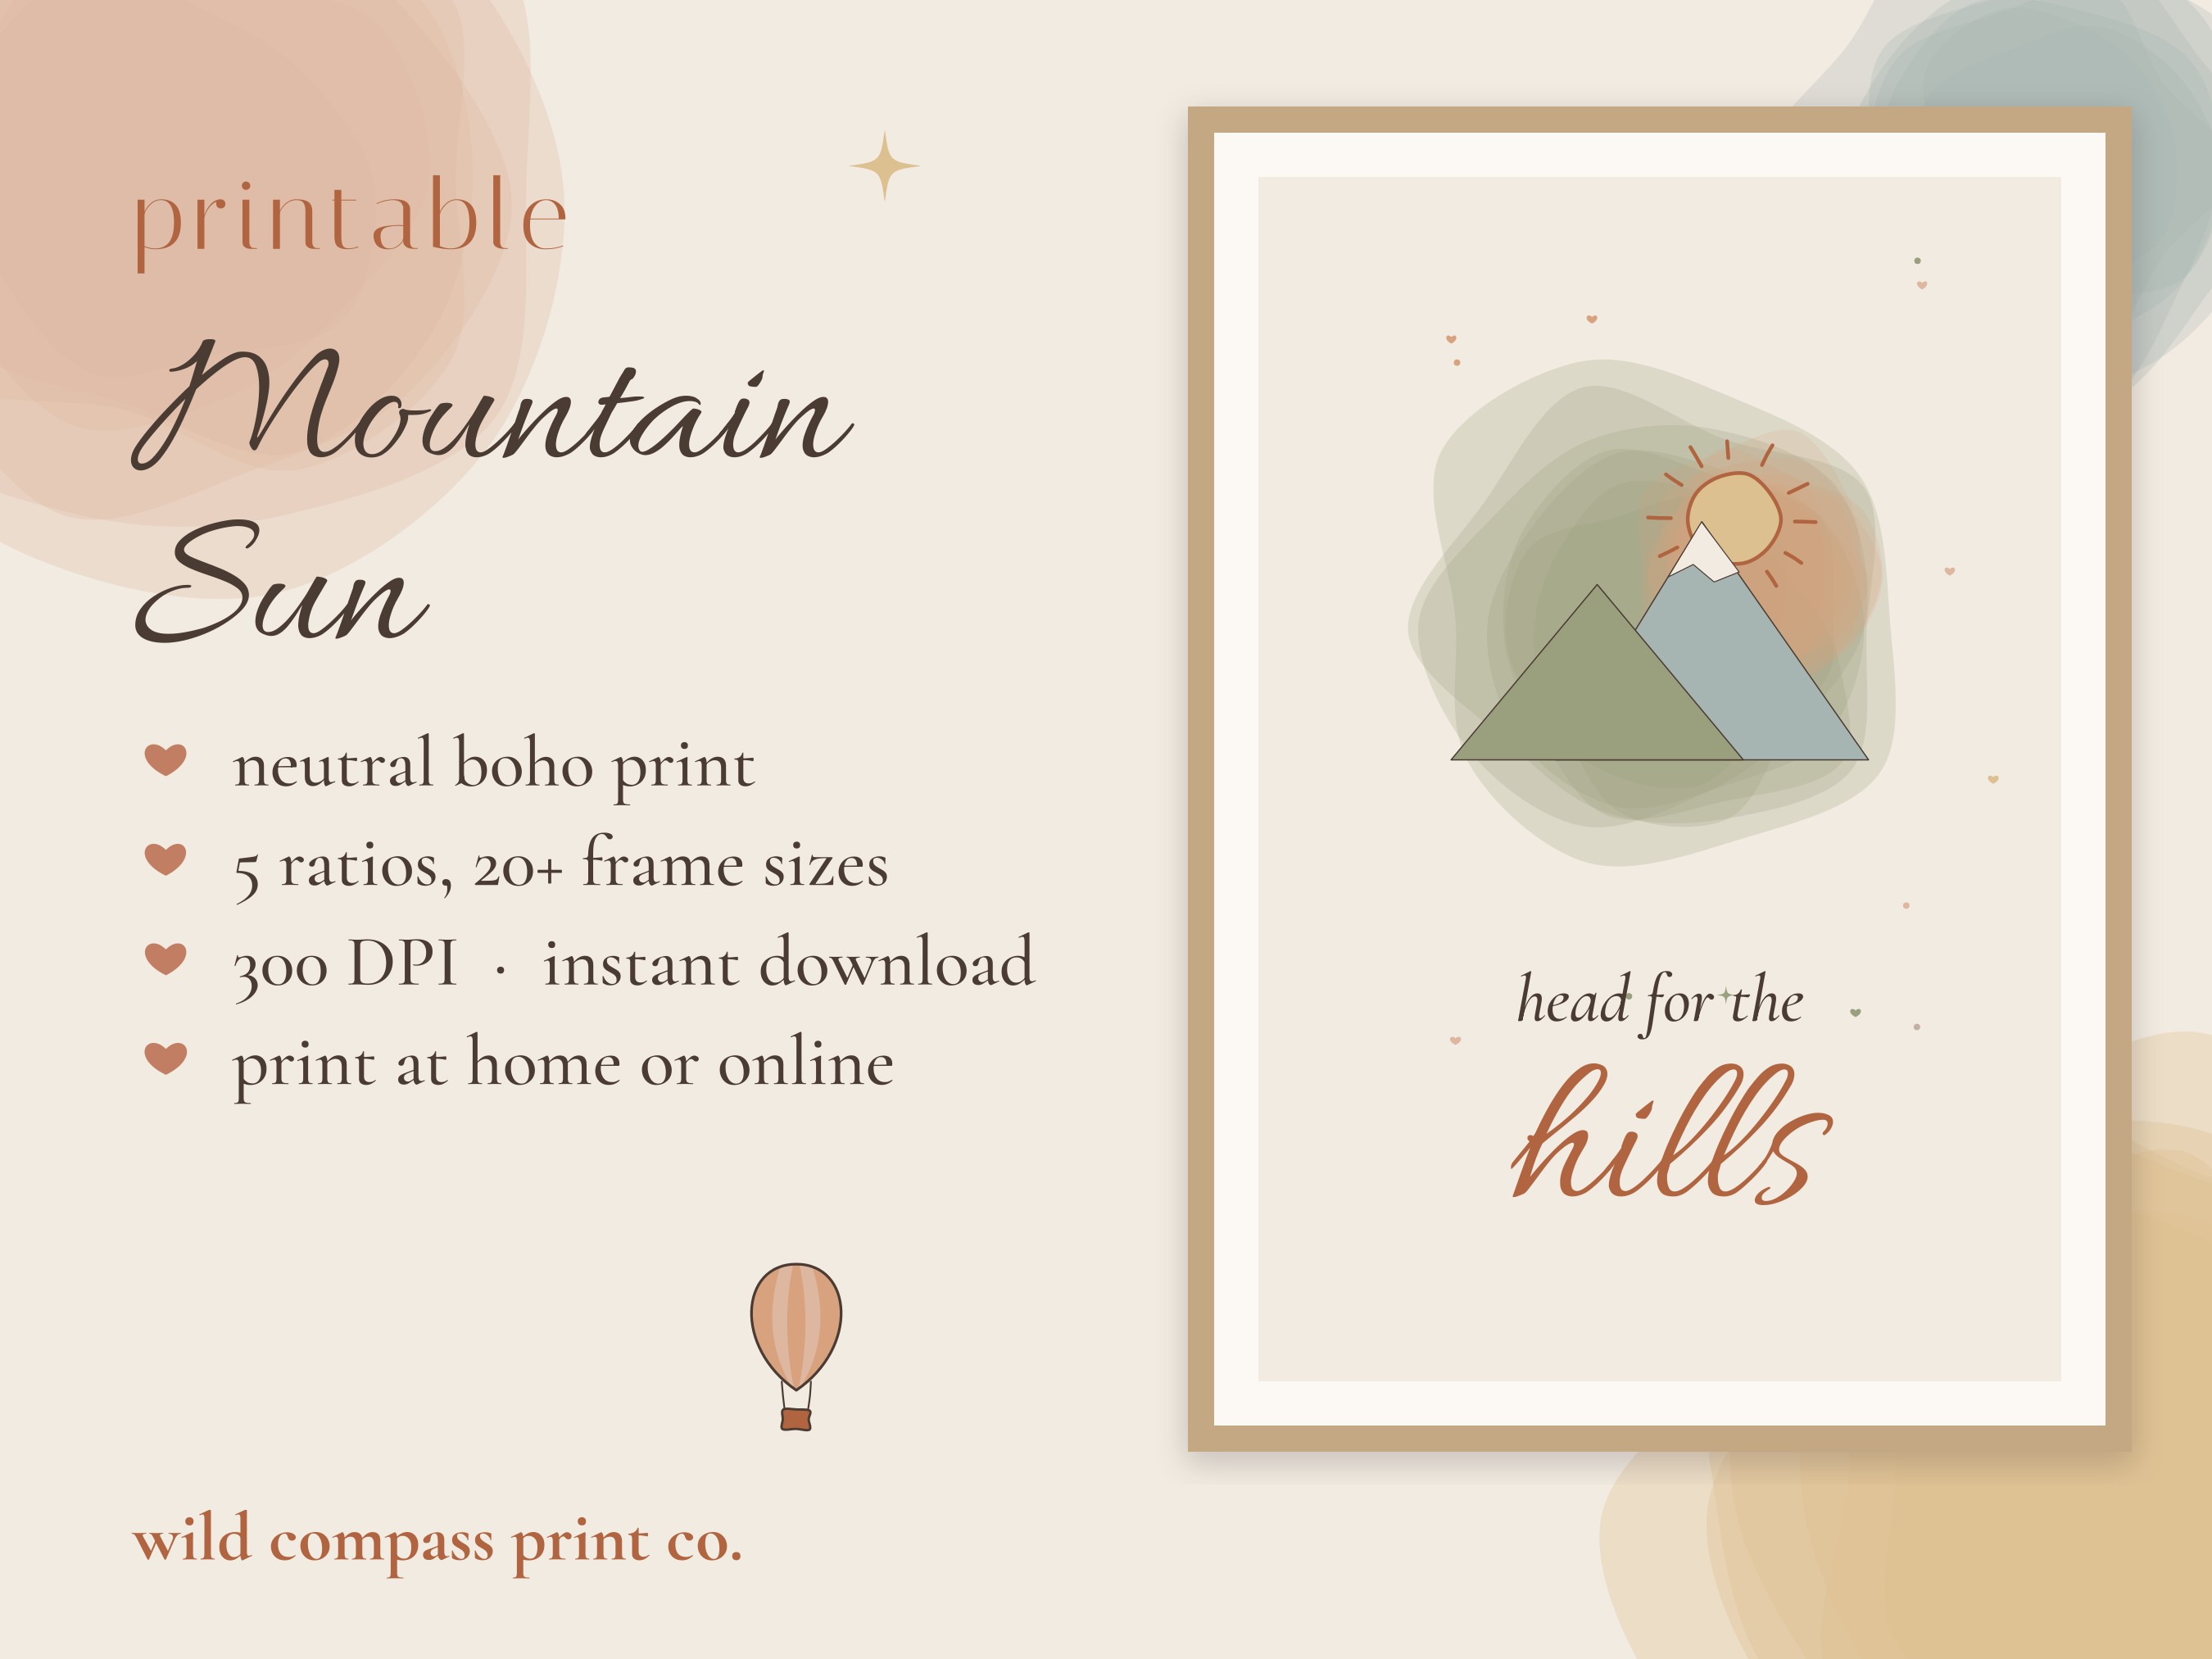 printable
Mountain
Sun
neutral boho print
5 ratios, 20+ frame sizes
300 DPI · instant download
print at home or online
wild compass print co.
head for the
hills